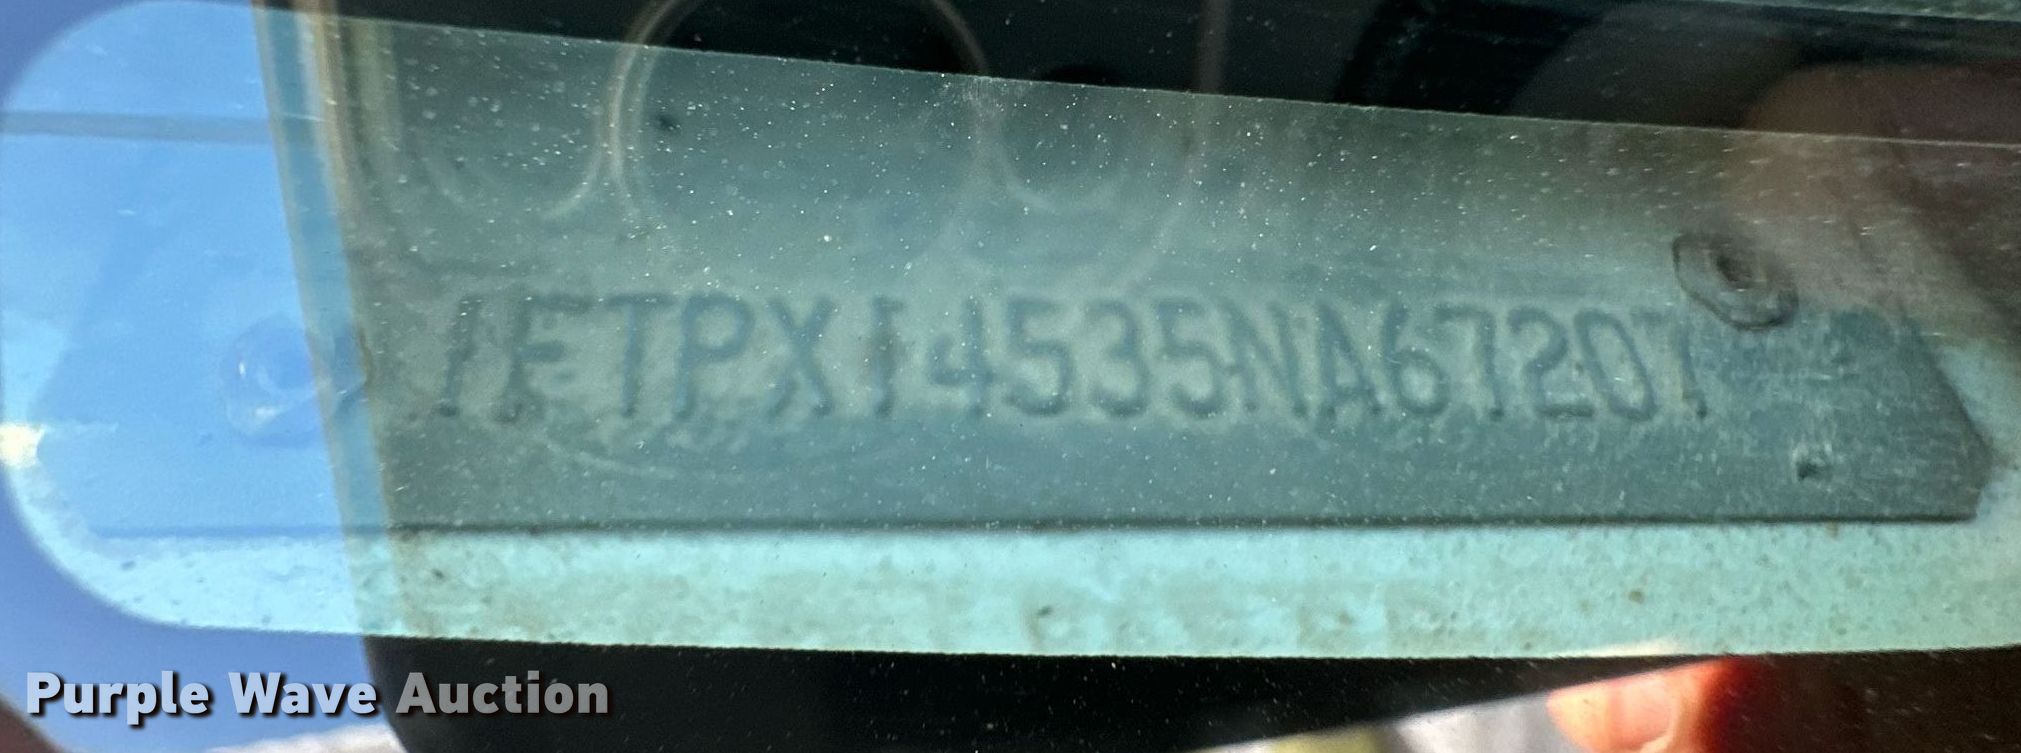 1FTPX14535NA67207
Purple Wave Auction